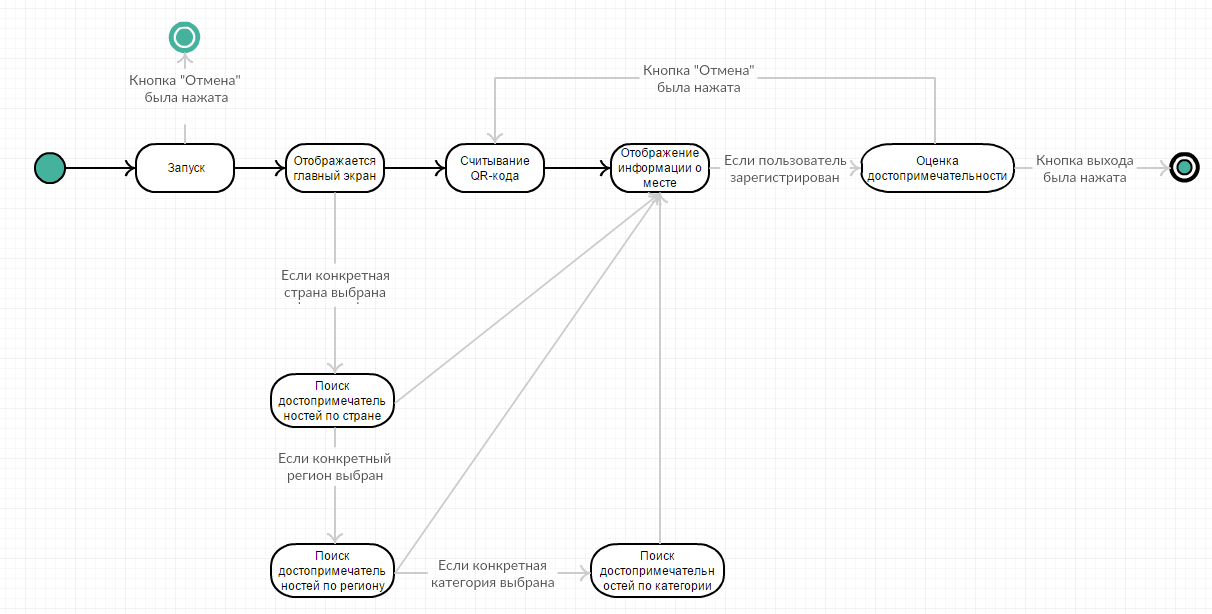 Кнопка "Отмена"
была нажата
Кнопка "Отмена"
была нажата
Запуск
Отображается
главный экран
Считывание
QR-кода
Отображение
информации о
месте
Если пользователь
зарегистрирован
Оценка
достопримечательности
Кнопка выхода
была нажата
Если конкретная
страна выбрана
Поиск
достопримечатель
ностей по стране
Если конкретный
регион выбран
Поиск
достопримечатель
ностей по региону
Если конкретная
категория выбрана
Поиск
достопримечательн
остей по категории